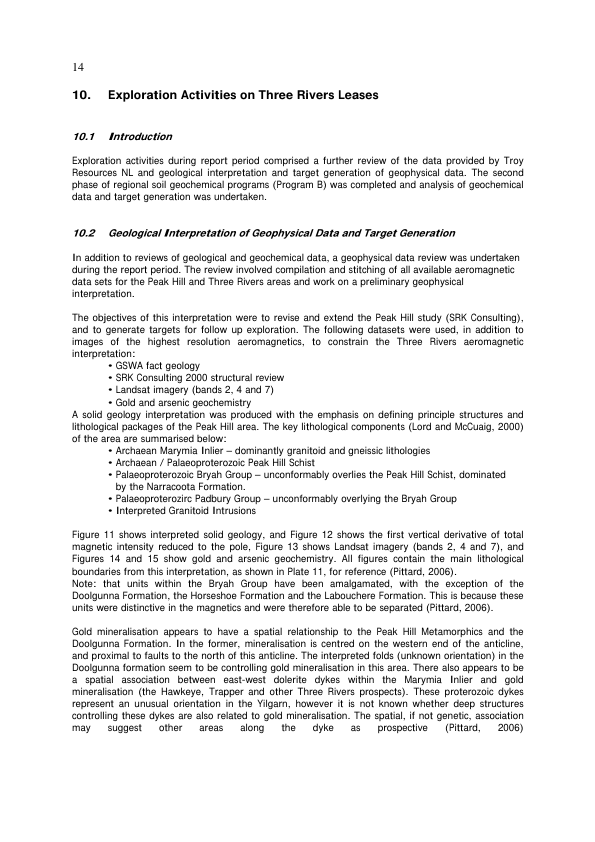 14
10. Exploration Activities on Three Rivers Leases
10.1 Introduction
Exploration activities during report period comprised a further review of the data provided by Troy
Resources NL and geological interpretation and target generation of geophysical data. The second
phase of regional soil geochemical programs (Program B) was completed and analysis of geochemical
data and target generation was undertaken.
10.2 Geological Interpretation of Geophysical Data and Target Generation
In addition to reviews of geological and geochemical data, a geophysical data review was undertaken
during the report period. The review involved compilation and stitching of all available aeromagnetic
data sets for the Peak Hill and Three Rivers areas and work on a preliminary geophysical
interpretation.
The objectives of this interpretation were to revise and extend the Peak Hill study (SRK Consulting),
and to generate targets for follow up exploration. The following datasets were used, in addition to
images of the highest resolution aeromagnetics, to constrain the Three Rivers aeromagnetic
interpretation:
• GSWA fact geology
• SRK Consulting 2000 structural review
• Landsat imagery (bands 2, 4 and 7)
• Gold and arsenic geochemistry
A solid geology interpretation was produced with the emphasis on defining principle structures and
lithological packages of the Peak Hill area. The key lithological components (Lord and McCuaig, 2000)
of the area are summarised below:
• Archaean Marymia Inlier – dominantly granitoid and gneissic lithologies
• Archaean / Palaeoproterozoic Peak Hill Schist
• Palaeoproterozoic Bryah Group – unconformably overlies the Peak Hill Schist, dominated
by the Narracoota Formation.
• Palaeoproterozirc Padbury Group – unconformably overlying the Bryah Group
• Interpreted Granitoid Intrusions
Figure 11 shows interpreted solid geology, and Figure 12 shows the first vertical derivative of total
magnetic intensity reduced to the pole, Figure 13 shows Landsat imagery (bands 2, 4 and 7), and
Figures 14 and 15 show gold and arsenic geochemistry. All figures contain the main lithological
boundaries from this interpretation, as shown in Plate 11, for reference (Pittard, 2006).
Note: that units within the Bryah Group have been amalgamated, with the exception of the
Doolgunna Formation, the Horseshoe Formation and the Labouchere Formation. This is because these
units were distinctive in the magnetics and were therefore able to be separated (Pittard, 2006).
Gold mineralisation appears to have a spatial relationship to the Peak Hill Metamorphics and the
Doolgunna Formation. In the former, mineralisation is centred on the western end of the anticline,
and proximal to faults to the north of this anticline. The interpreted folds (unknown orientation) in the
Doolgunna formation seem to be controlling gold mineralisation in this area. There also appears to be
a spatial association between east-west dolerite dykes within the Marymia Inlier and gold
mineralisation (the Hawkeye, Trapper and other Three Rivers prospects). These proterozoic dykes
represent an unusual orientation in the Yilgarn, however it is not known whether deep structures
controlling these dykes are also related to gold mineralisation. The spatial, if not genetic, association
may suggest other areas along the dyke as prospective (Pittard, 2006)